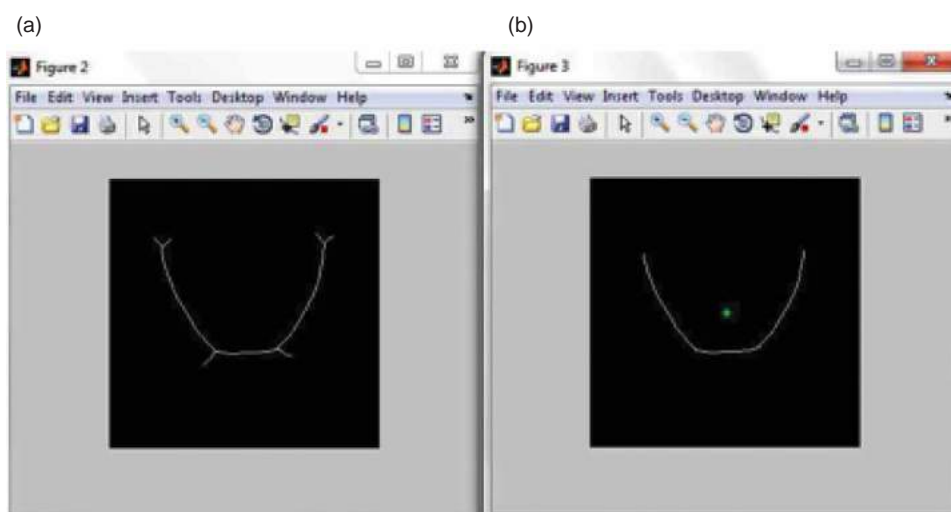 (a)
(b)
Figure 2
File Edit View Insert Tools Desktop Window Help
Figure 3
File Edit View Insert Tools Desktop Window Help